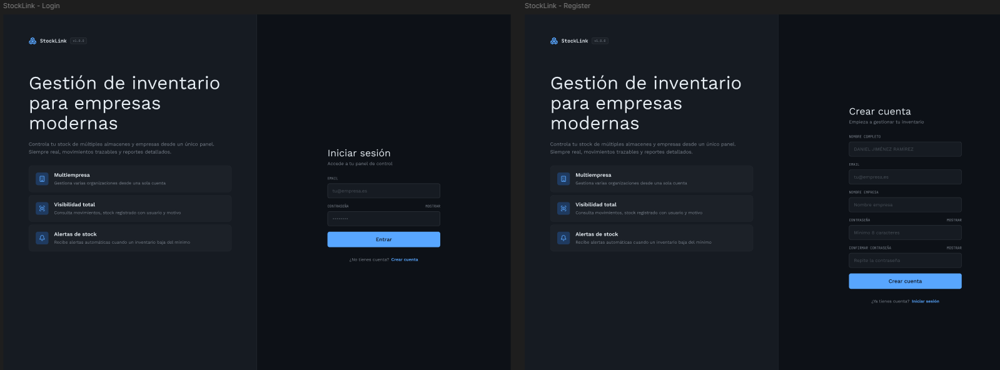 StockLink - Login
StockLink v1.0.0
Gestión de inventario
para empresas
modernas
Controla tu stock de múltiples almacenes y empresas desde un único panel.
Siempre real, movimientos trazables y reportes detallados.
Multiempresa
Gestiona varias organizaciones desde una sola cuenta
Visibilidad total
Consulta movimientos, stock registrado con usuario y motivo
Alertas de stock
Recibe alertas automáticas cuando un inventario baja del mínimo
Iniciar sesión
Accede a tu panel de control
EMAIL
tu@empresa.es
CONTRASEÑA MOSTRAR
••••••••
Entrar
¿No tienes cuenta? Crear cuenta
StockLink - Register
StockLink v1.0.0
Gestión de inventario
para empresas
modernas
Controla tu stock de múltiples almacenes y empresas desde un único panel.
Siempre real, movimientos trazables y reportes detallados.
Multiempresa
Gestiona varias organizaciones desde una sola cuenta
Visibilidad total
Consulta movimientos, stock registrado con usuario y motivo
Alertas de stock
Recibe alertas automáticas cuando un inventario baja del mínimo
Crear cuenta
Empieza a gestionar tu inventario
NOMBRE COMPLETO
DANIEL JIMÉNEZ RAMÍREZ
EMAIL
tu@empresa.es
NOMBRE EMPRESA
Nombre empresa
CONTRASEÑA MOSTRAR
Mínimo 8 caracteres
CONFIRMAR CONTRASEÑA MOSTRAR
Repite la contraseña
Crear cuenta
¿Ya tienes cuenta? Iniciar sesión